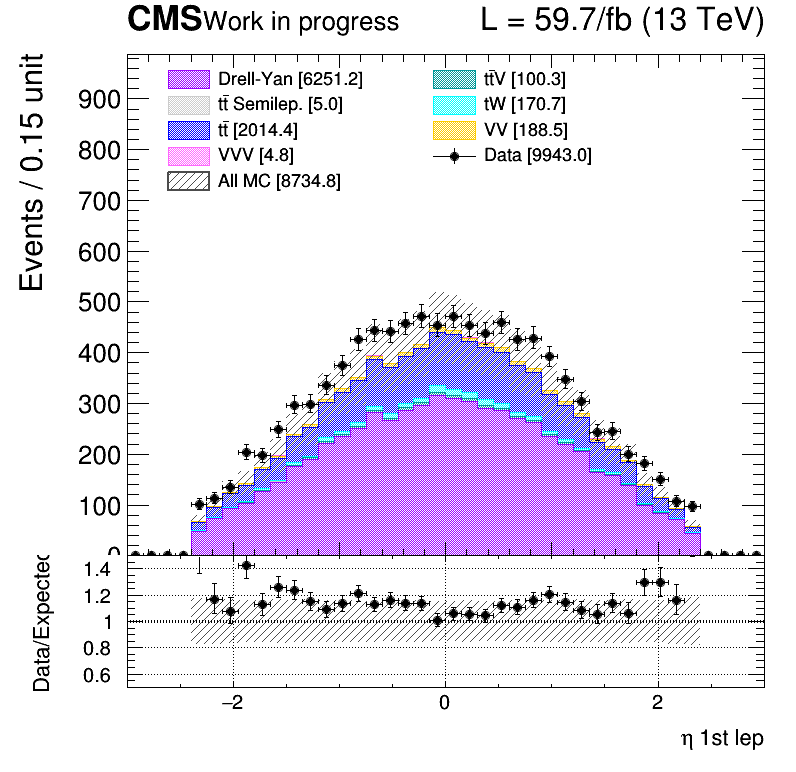 CMS Work in progress L = 59.7/fb (13 TeV)
Drell-Yan [6251.2] tt̄V [100.3]
tt̄ Semilep. [5.0] tW [170.7]
tt̄ [2014.4] VV [188.5]
VVV [4.8] Data [9943.0]
All MC [8734.8]
Events / 0.15 unit
900
800
700
600
500
400
300
200
100
0
Data/Expected
1.4
1.2
1
0.8
0.6
−2 0 2
η 1st lep